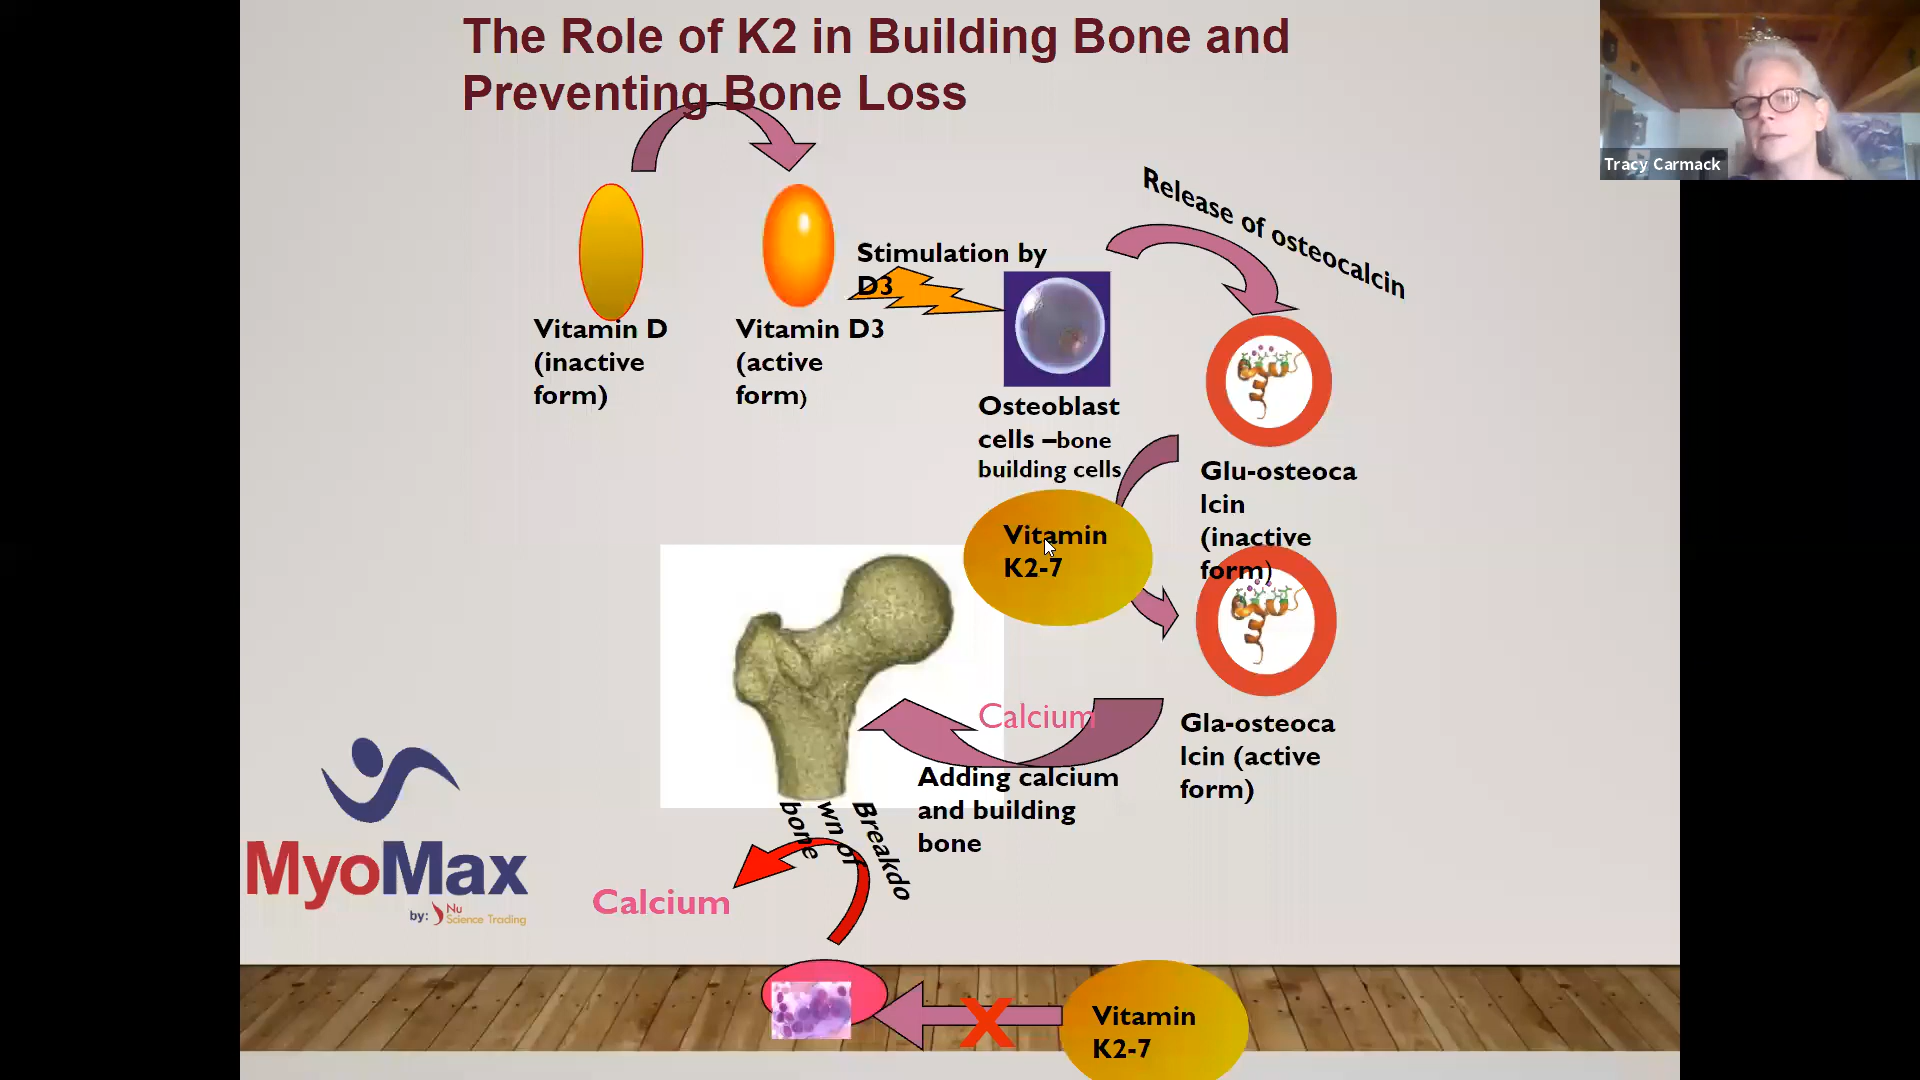 The Role of K2 in Building Bone and
Preventing Bone Loss
Tracy Carmack
Release of osteocalcin
Stimulation by
D3
Vitamin D
(inactive
form)
Vitamin D3
(active
form)
Osteoblast
cells –bone
building cells
Glu-osteoca
lcin
(inactive
form)
Vitamin
K2-7
Calcium
Gla-osteoca
lcin (active
form)
Adding calcium
and building
bone
Breakdo
wn of
bone
Calcium
MyoMax
by: Nu
Science Trading
X
Vitamin
K2-7